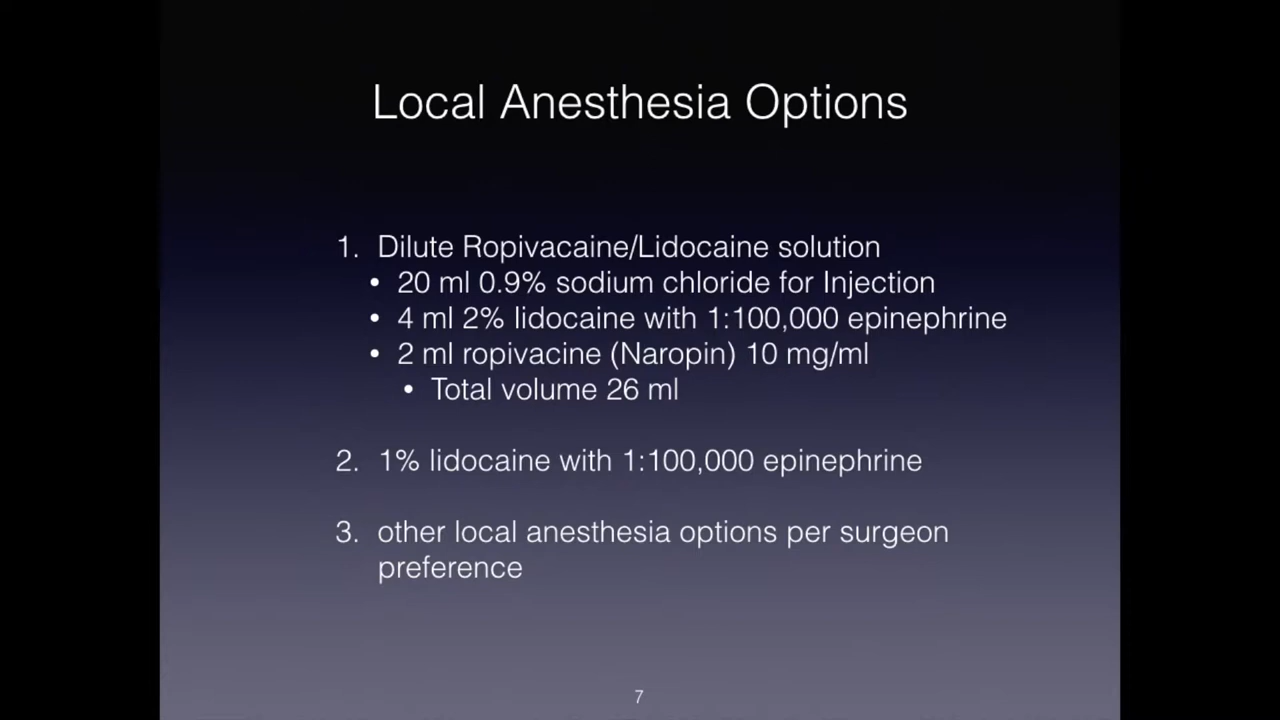 Local Anesthesia Options
1. Dilute Ropivacaine/Lidocaine solution
• 20 ml 0.9% sodium chloride for Injection
• 4 ml 2% lidocaine with 1:100,000 epinephrine
• 2 ml ropivacine (Naropin) 10 mg/ml
• Total volume 26 ml
2. 1% lidocaine with 1:100,000 epinephrine
3. other local anesthesia options per surgeon
preference
7